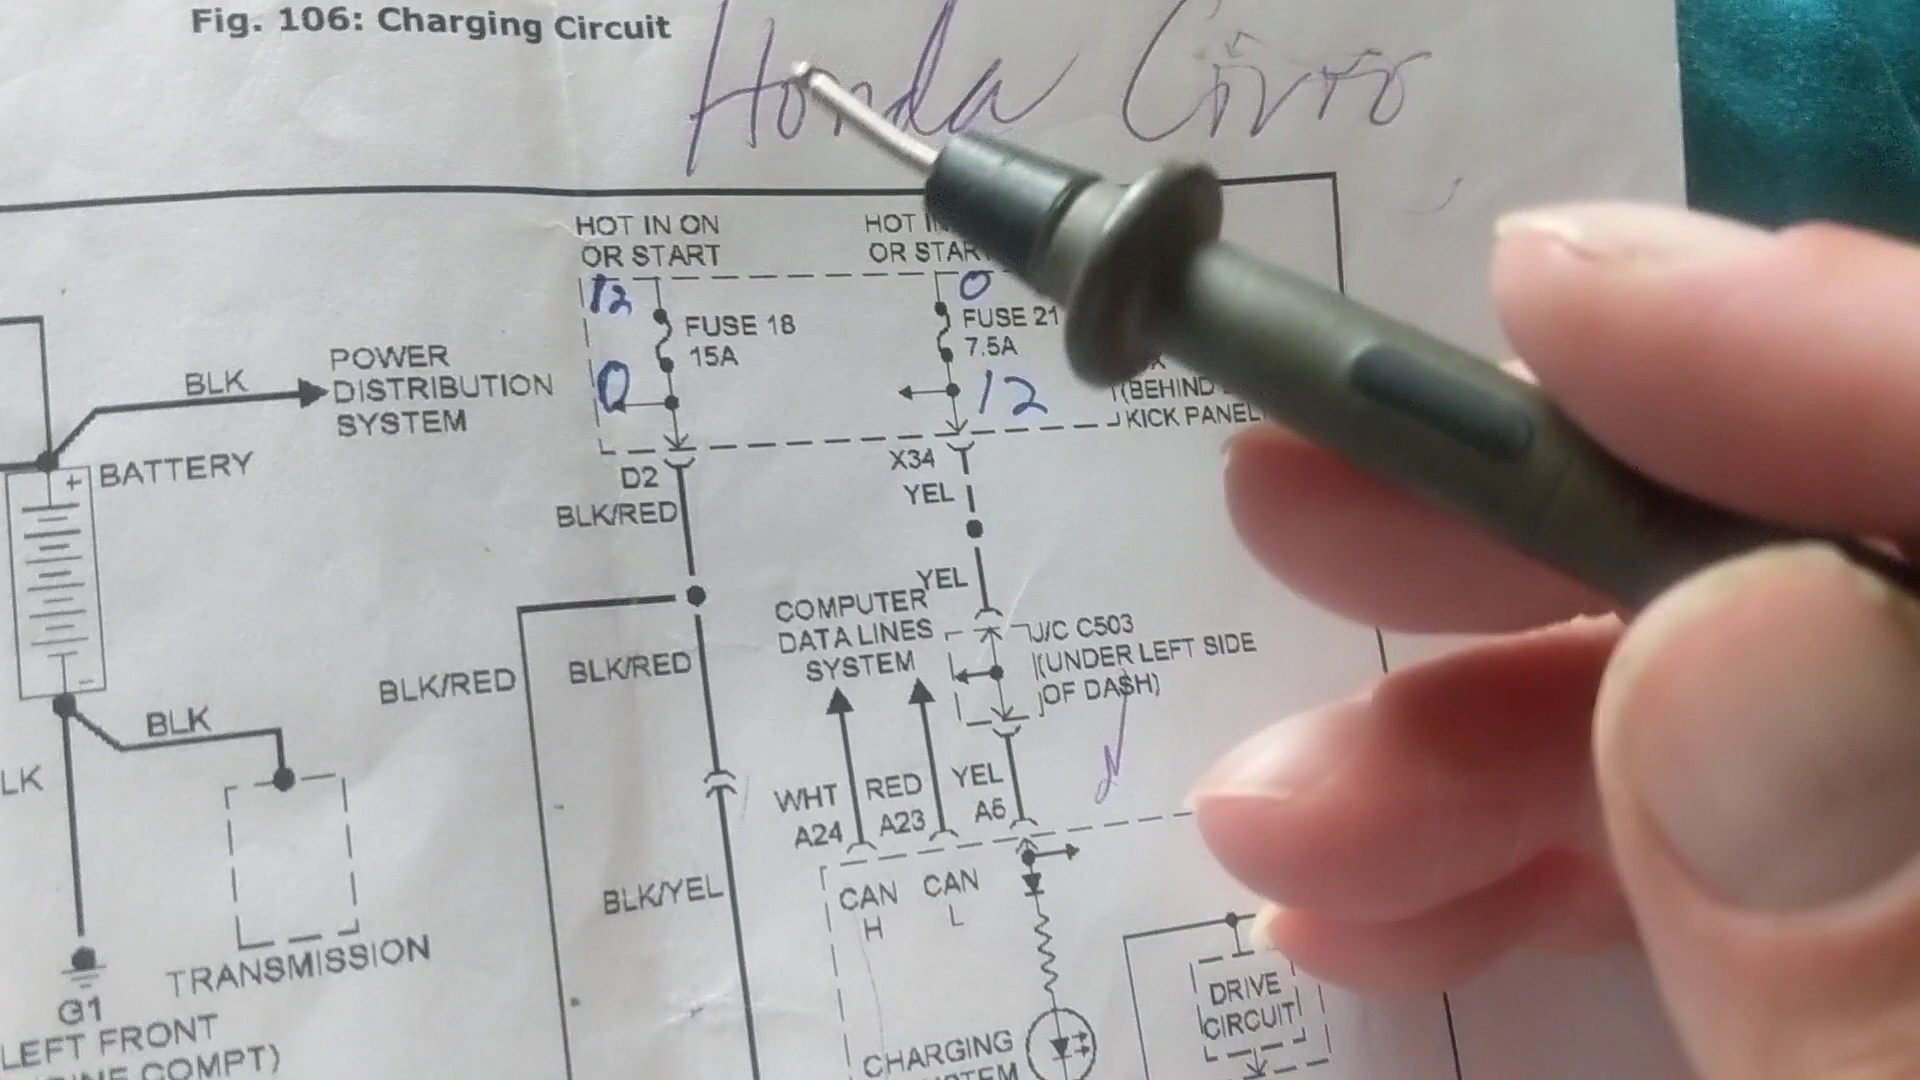 Fig. 106: Charging Circuit
Honda Civic
HOT IN ON
OR START
HOT
OR START
12
0
FUSE 18
15A
FUSE 21
7.5A
0
12
(BEHIND
KICK PANEL
BLK
POWER
DISTRIBUTION
SYSTEM
BATTERY
+
-
D2
BLK/RED
X34
YEL
YEL
COMPUTER
DATA LINES
SYSTEM
J/C C503
(UNDER LEFT SIDE
OF DASH)
BLK/RED
BLK/RED
BLK
LK
WHT
A24
RED
A23
YEL
A5
BLK/YEL
CAN
H
CAN
L
TRANSMISSION
G1
LEFT FRONT
COMPT)
DRIVE
CIRCUIT
CHARGING